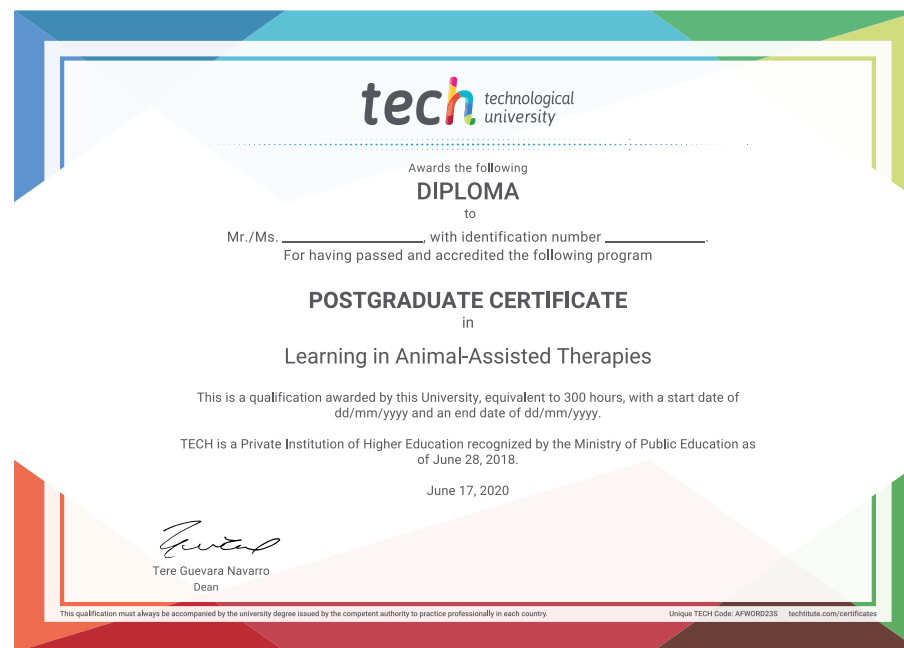 tech technological
university
Awards the following
DIPLOMA
to
Mr./Ms. ____________________, with identification number ______________.
For having passed and accredited the following program
POSTGRADUATE CERTIFICATE
in
Learning in Animal-Assisted Therapies
This is a qualification awarded by this University, equivalent to 300 hours, with a start date of
dd/mm/yyyy and an end date of dd/mm/yyyy.
TECH is a Private Institution of Higher Education recognized by the Ministry of Public Education as
of June 28, 2018.
June 17, 2020
Tere Guevara Navarro
Dean
This qualification must always be accompanied by the university degree issued by the competent authority to practice professionally in each country. Unique TECH Code: AFWORD23S techtitute.com/certificates